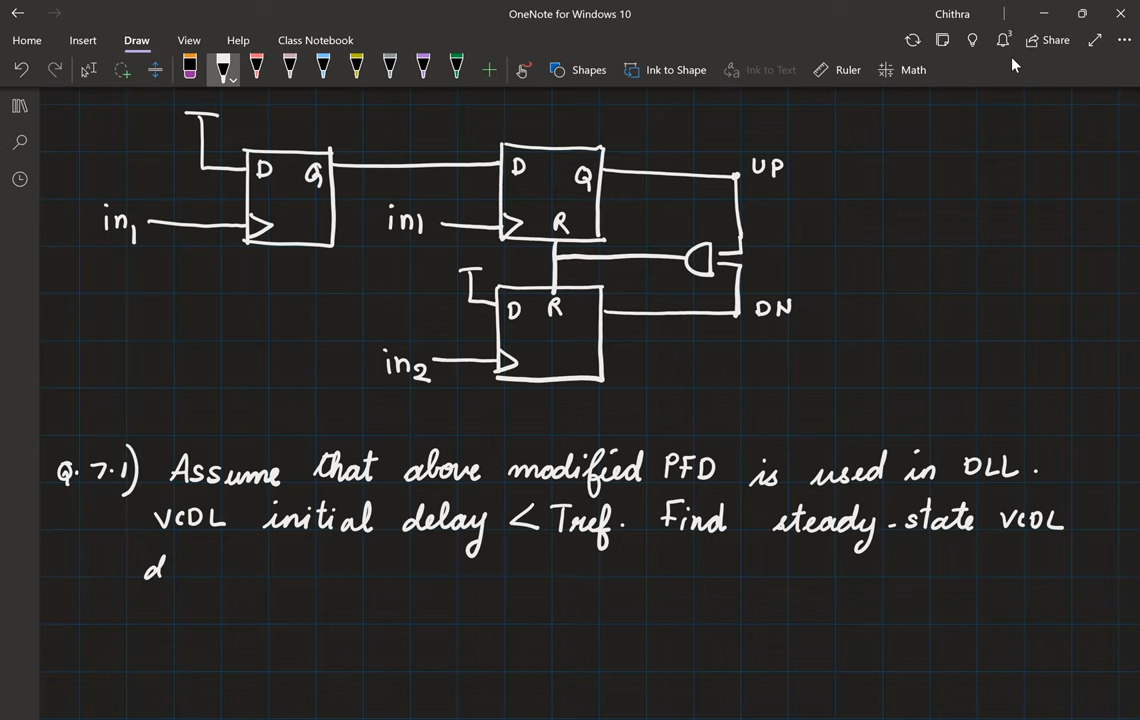 OneNote for Windows 10
Chithra
Home Insert Draw View Help Class Notebook
3 Share
Shapes Ink to Shape Ink to Text Ruler Math
D Q
D Q
UP
in1
in1
R
D R
DN
in2
Q.7.1) Assume that above modified PFD is used in DLL.
VCDL initial delay < Tref. Find steady-state VCDL
d